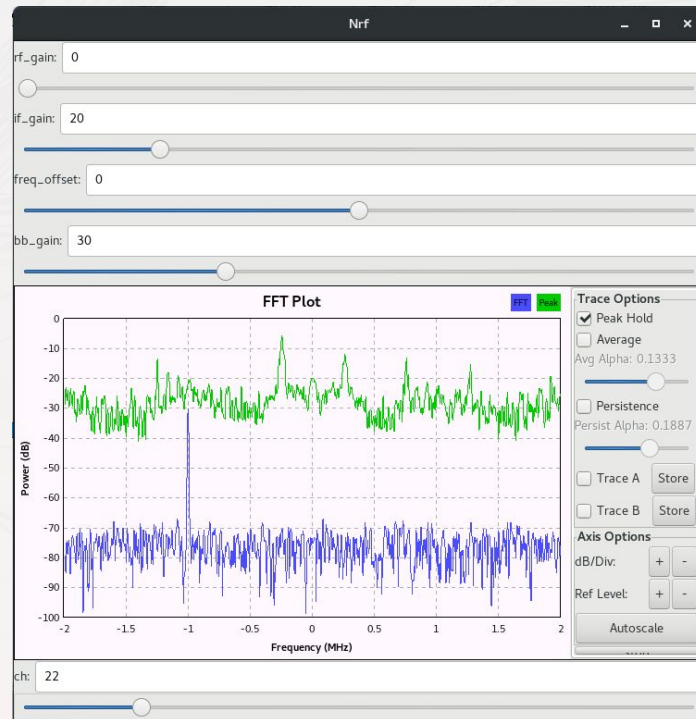 Nrf
rf_gain: 0
if_gain: 20
freq_offset: 0
bb_gain: 30
FFT Plot
FFT Peak
0
-10
-20
-30
-40
-50
-60
-70
-80
-90
-100
Power (dB)
-2 -1.5 -1 -0.5 0 0.5 1 1.5 2
Frequency (MHz)
Trace Options
Peak Hold
Average
Avg Alpha: 0.1333
Persistence
Persist Alpha: 0.1887
Trace A Store
Trace B Store
Axis Options
dB/Div: + -
Ref Level: + -
Autoscale
ch: 22